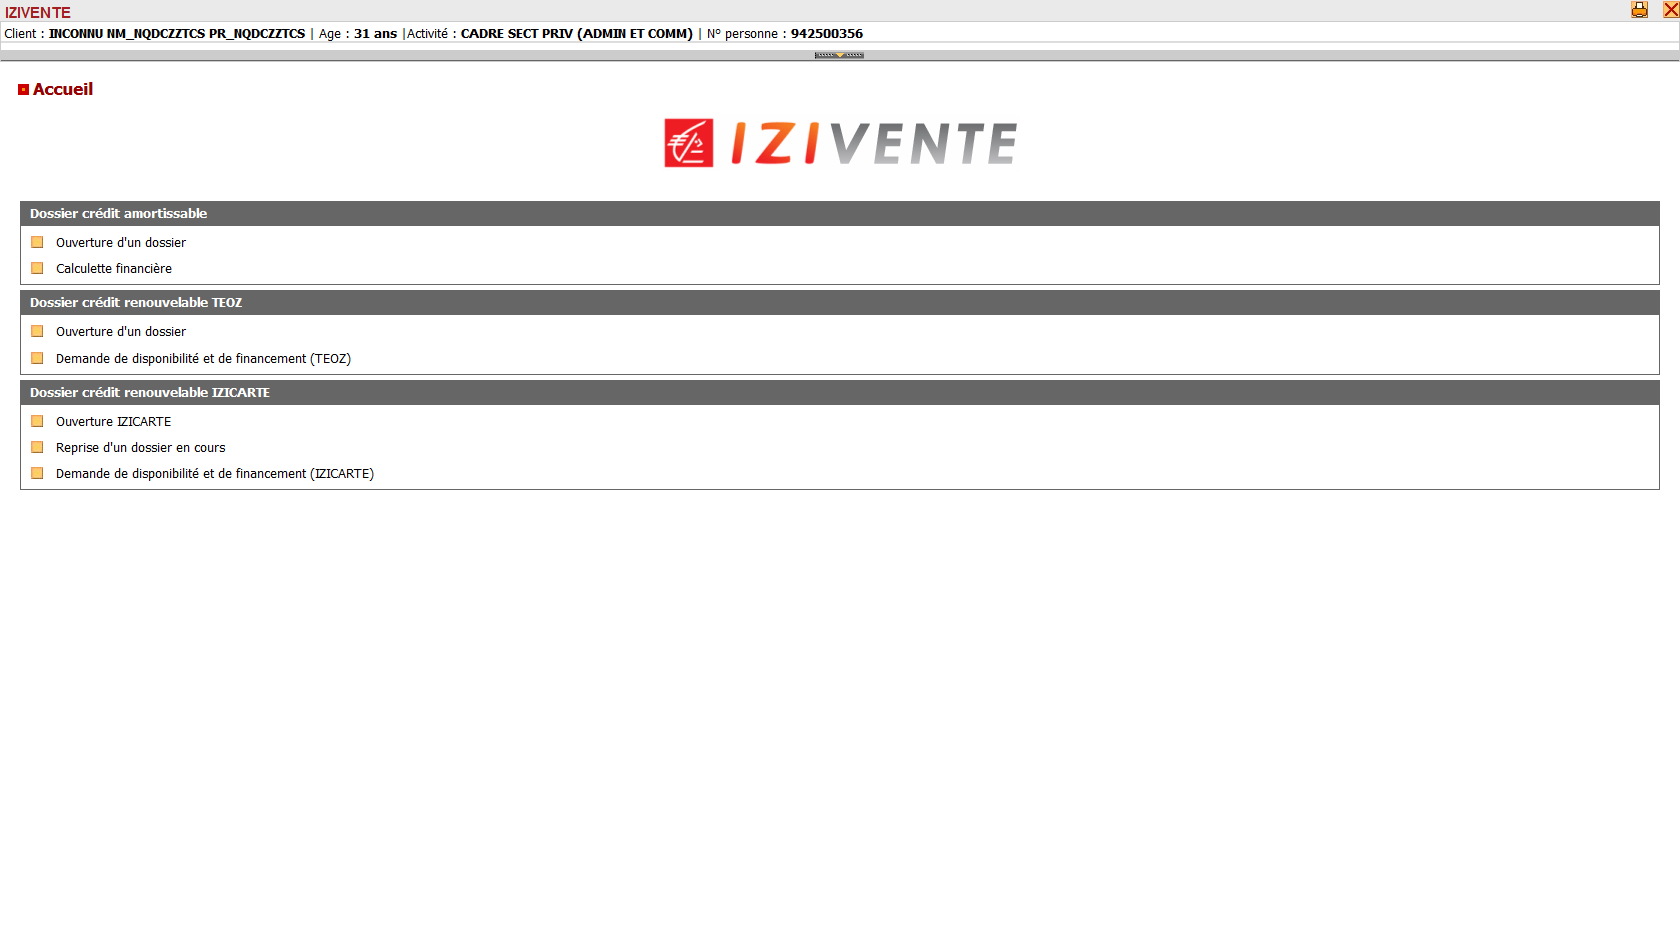 IZIVENTE
Client : INCONNU NM_NQDCZZTCS PR_NQDCZZTCS | Age : 31 ans |Activité : CADRE SECT PRIV (ADMIN ET COMM) | N° personne : 942500356
Accueil
IZIVENTE
Dossier crédit amortissable
Ouverture d'un dossier
Calculette financière
Dossier crédit renouvelable TEOZ
Ouverture d'un dossier
Demande de disponibilité et de financement (TEOZ)
Dossier crédit renouvelable IZICARTE
Ouverture IZICARTE
Reprise d'un dossier en cours
Demande de disponibilité et de financement (IZICARTE)